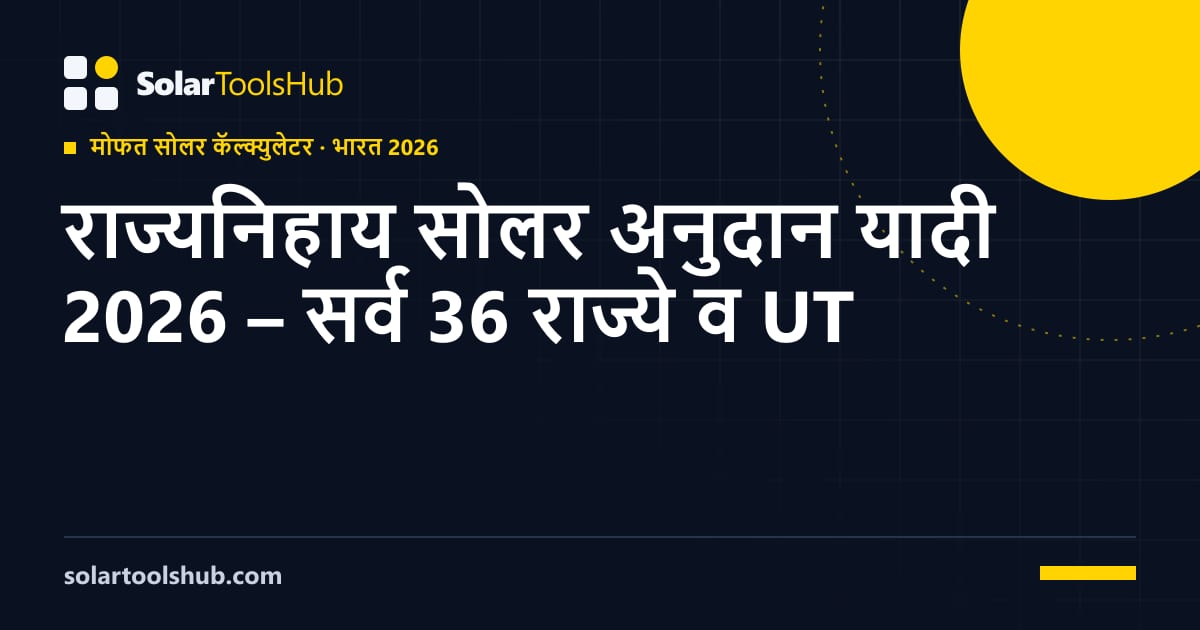 SolarToolsHub
मोफत सोलर कॅल्क्युलेटर · भारत 2026
राज्यनिहाय सोलर अनुदान यादी
2026 – सर्व 36 राज्ये व UT
solartoolshub.com